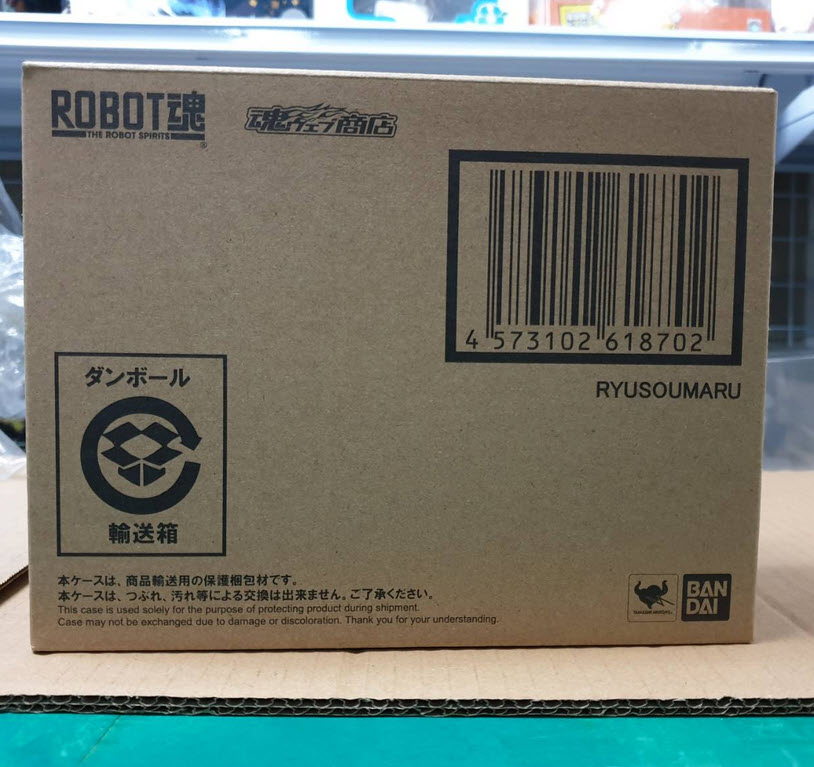 ROBOT魂
THE ROBOT SPIRITS
®
魂ウェブ商店
4 573102 618702
RYUSOUMARU
ダンボール
輸送箱
本ケースは、商品輸送用の保護梱包材です。
本ケースは、つぶれ、汚れ等による交換は出来ません。ご了承ください。
This case is used solely for the purpose of protecting product during shipment.
Case may not be exchanged due to damage or discoloration. Thank you for your understanding.
TAMASHII NATIONS
BAN
DAI